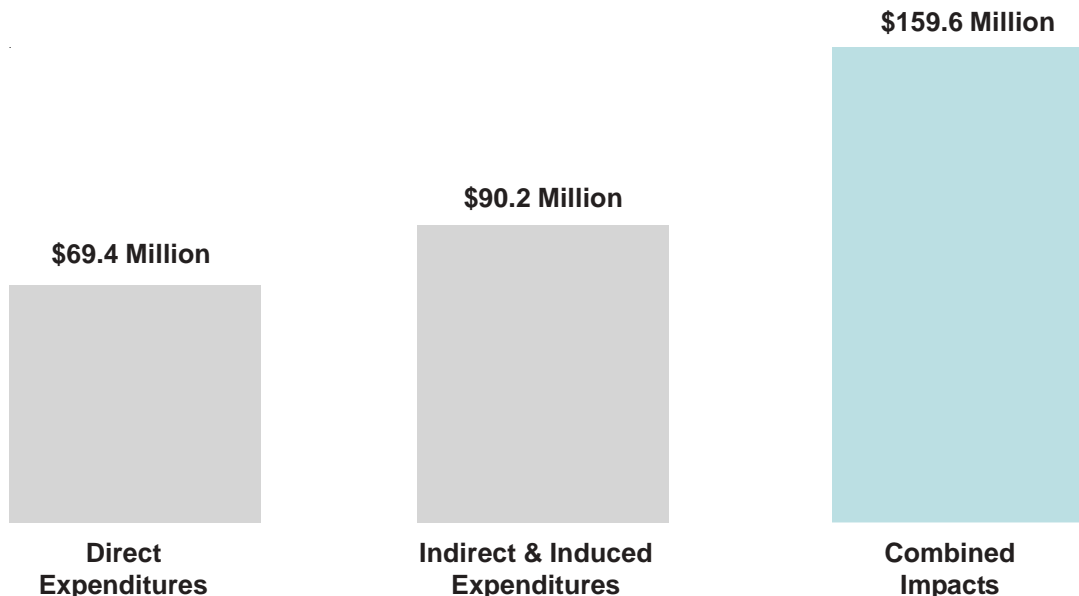 $159.6 Million
$90.2 Million
$69.4 Million
Direct
Expenditures
Indirect & Induced
Expenditures
Combined
Impacts